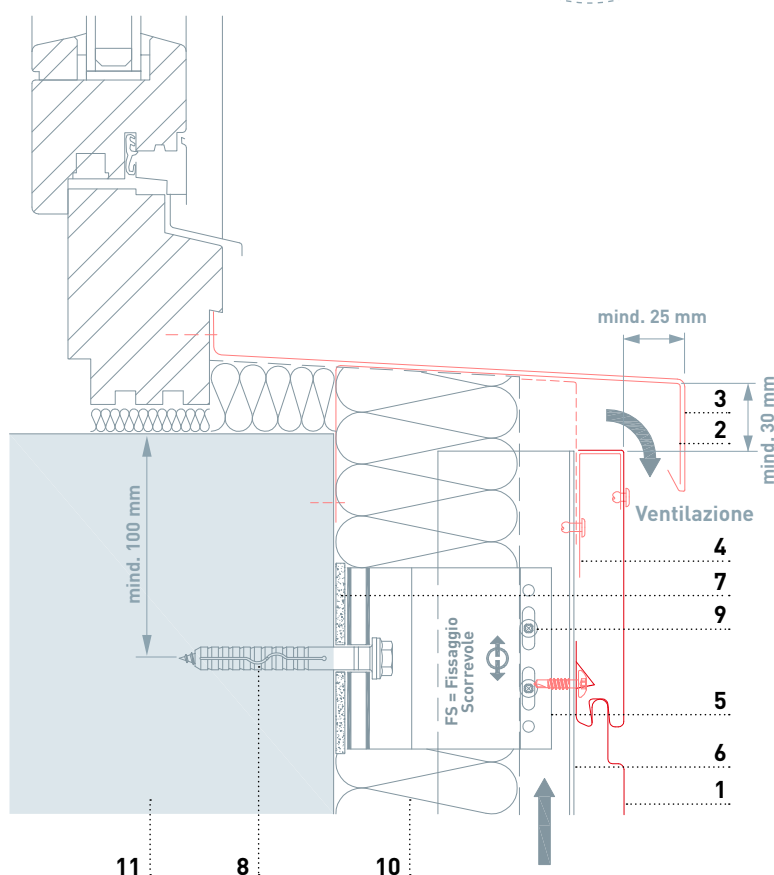 mind. 25 mm
3
2
mind. 30 mm
Ventilazione
mind. 100 mm
4
7
9
FS = Fissaggio
Scorrevole
5
6
1
11
8
10